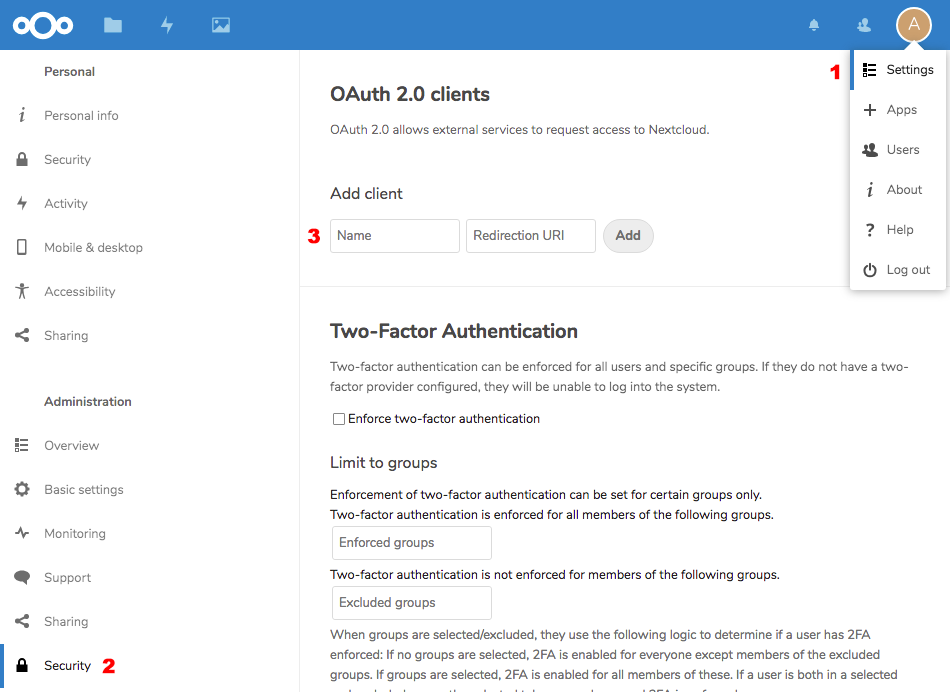 A
Personal
Personal info
Security
Activity
Mobile & desktop
Accessibility
Sharing
Administration
Overview
Basic settings
Monitoring
Support
Sharing
Security 2
OAuth 2.0 clients
OAuth 2.0 allows external services to request access to Nextcloud.
Add client
3 Name Redirection URI Add
Two-Factor Authentication
Two-factor authentication can be enforced for all users and specific groups. If they do not have a two-
factor provider configured, they will be unable to log into the system.
Enforce two-factor authentication
Limit to groups
Enforcement of two-factor authentication can be set for certain groups only.
Two-factor authentication is enforced for all members of the following groups.
Enforced groups
Two-factor authentication is not enforced for members of the following groups.
Excluded groups
When groups are selected/excluded, they use the following logic to determine if a user has 2FA
enforced: If no groups are selected, 2FA is enabled for everyone except members of the excluded
groups. If groups are selected, 2FA is enabled for all members of these. If a user is both in a selected
1 Settings
Apps
Users
About
Help
Log out